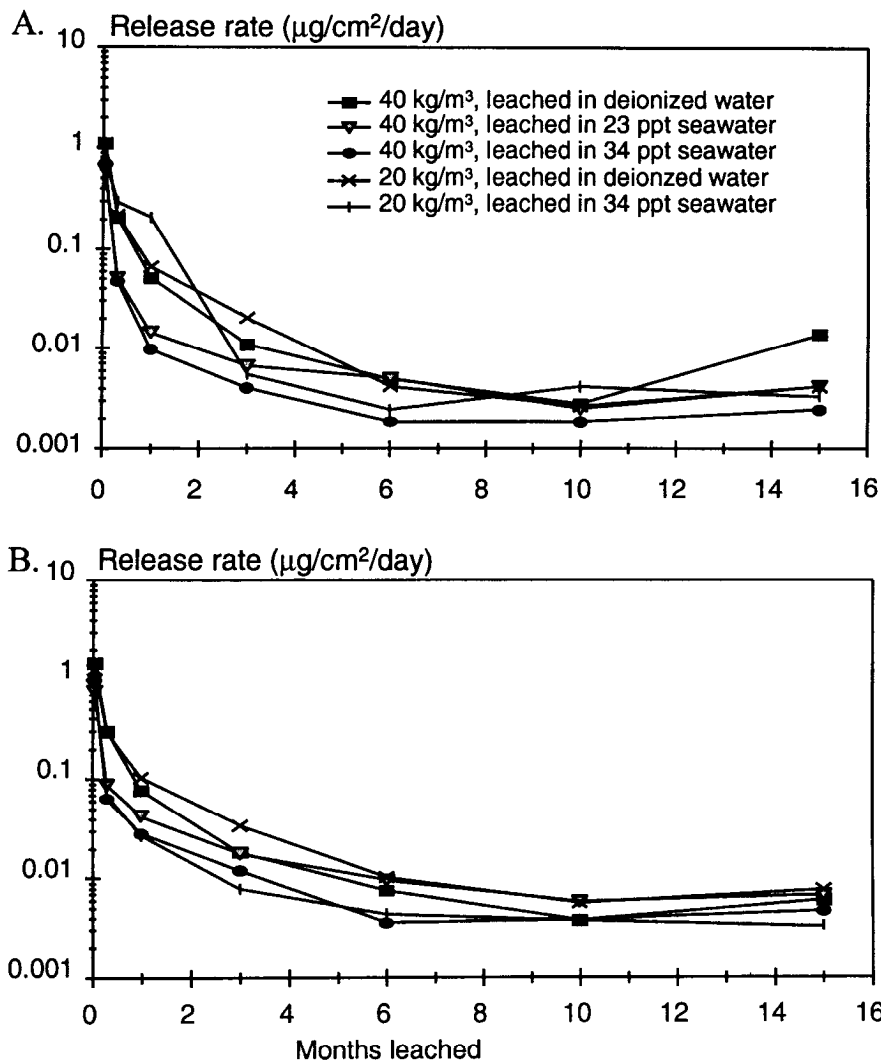 A. Release rate (μg/cm²/day)
10
40 kg/m³, leached in deionized water
40 kg/m³, leached in 23 ppt seawater
1
40 kg/m³, leached in 34 ppt seawater
20 kg/m³, leached in deionzed water
20 kg/m³, leached in 34 ppt seawater
0.1
0.01
0.001
0 2 4 6 8 10 12 14 16
B. Release rate (μg/cm²/day)
10
1
0.1
0.01
0.001
0 2 4 6 8 10 12 14 16
Months leached